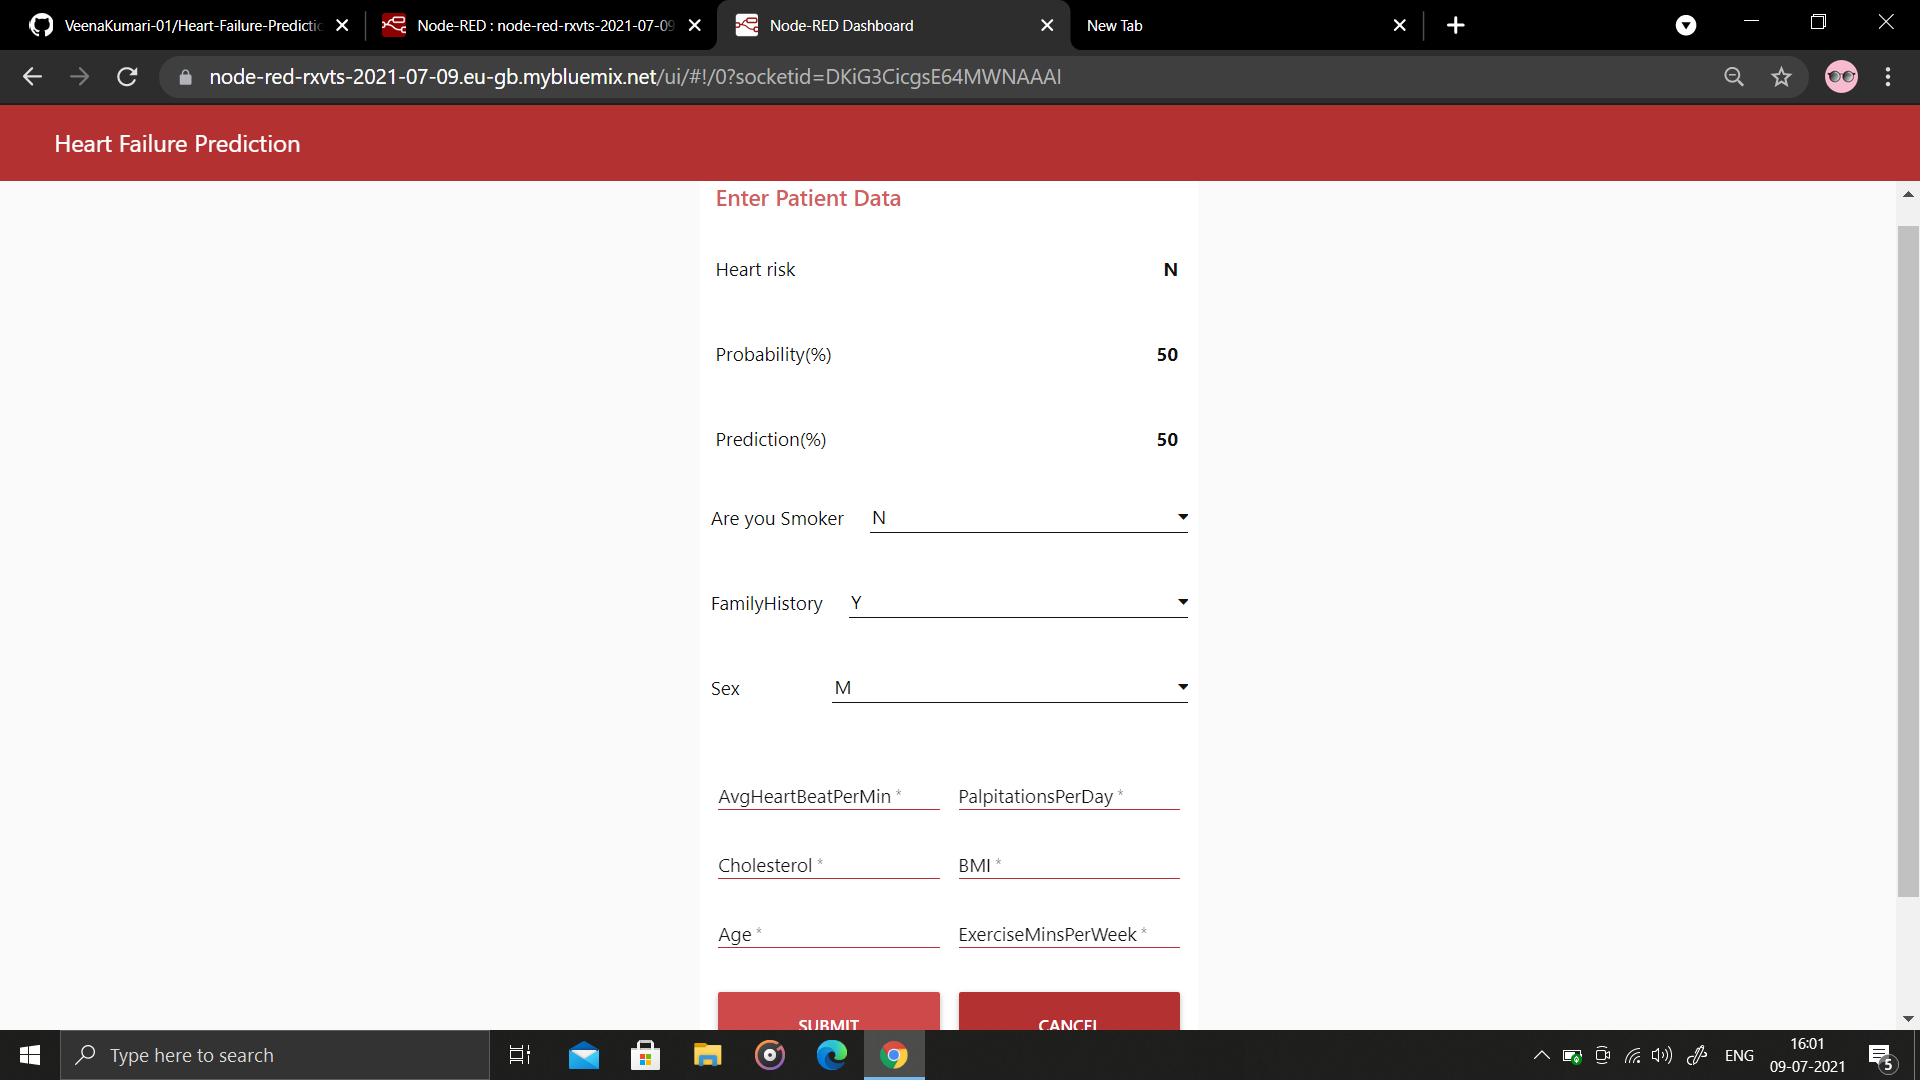 VeenaKumari-01/Heart-Failure-Predictic
Node-RED : node-red-rxvts-2021-07-09
Node-RED Dashboard
New Tab
node-red-rxvts-2021-07-09.eu-gb.mybluemix.net/ui/#!/0?socketid=DKiG3CicgsE64MWNAAAI
Heart Failure Prediction
Enter Patient Data
Heart risk N
Probability(%) 50
Prediction(%) 50
Are you Smoker N
FamilyHistory Y
Sex M
AvgHeartBeatPerMin * PalpitationsPerDay *
Cholesterol * BMI *
Age * ExerciseMinsPerWeek *
SUBMIT CANCEL
Type here to search
ENG
16:01
09-07-2021
5